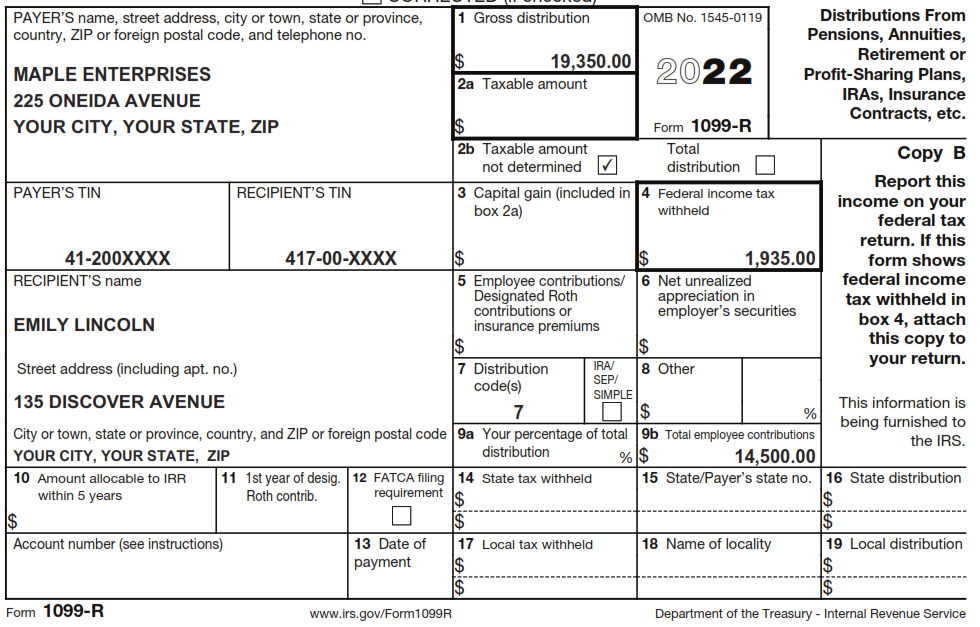 CORRECTED (if checked)
PAYER'S name, street address, city or town, state or province,
country, ZIP or foreign postal code, and telephone no.
MAPLE ENTERPRISES
225 ONEIDA AVENUE
YOUR CITY, YOUR STATE, ZIP
1 Gross distribution
$ 19,350.00
2a Taxable amount
$
OMB No. 1545-0119
2022
Form 1099-R
Distributions From
Pensions, Annuities,
Retirement or
Profit-Sharing Plans,
IRAs, Insurance
Contracts, etc.
2b Taxable amount
not determined ✓
Total
distribution
Copy B
Report this
income on your
federal tax
return. If this
form shows
federal income
tax withheld in
box 4, attach
this copy to
your return.
This information is
being furnished to
the IRS.
PAYER'S TIN
41-200XXXX
RECIPIENT'S TIN
417-00-XXXX
3 Capital gain (included in
box 2a)
$
4 Federal income tax
withheld
$ 1,935.00
RECIPIENT'S name
EMILY LINCOLN
5 Employee contributions/
Designated Roth
contributions or
insurance premiums
$
6 Net unrealized
appreciation in
employer's securities
$
Street address (including apt. no.)
135 DISCOVER AVENUE
7 Distribution
code(s)
7
IRA/
SEP/
SIMPLE
8 Other
$ %
City or town, state or province, country, and ZIP or foreign postal code
YOUR CITY, YOUR STATE, ZIP
9a Your percentage of total
distribution %
9b Total employee contributions
$ 14,500.00
10 Amount allocable to IRR
within 5 years
$
11 1st year of desig.
Roth contrib.
12 FATCA filing
requirement
14 State tax withheld
$
$
15 State/Payer's state no.
16 State distribution
$
$
Account number (see instructions)
13 Date of
payment
17 Local tax withheld
$
$
18 Name of locality
19 Local distribution
$
$
Form 1099-R
www.irs.gov/Form1099R
Department of the Treasury - Internal Revenue Service